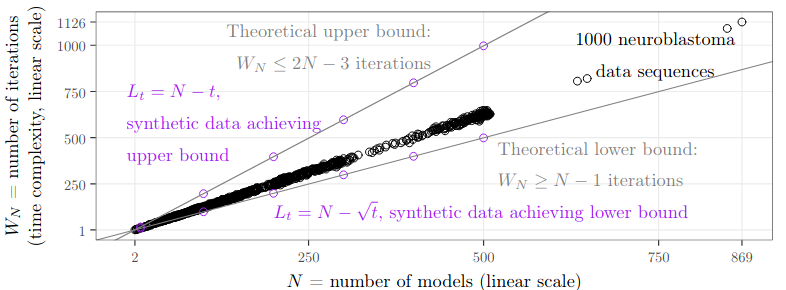 1126
1000
750
500
250
1
W_N = number of iterations
(time complexity, linear scale)
Theoretical upper bound:
W_N ≤ 2N − 3 iterations
1000 neuroblastoma
data sequences
L_t = N − t,
synthetic data achieving
upper bound
Theoretical lower bound:
W_N ≥ N − 1 iterations
L_t = N − √t, synthetic data achieving lower bound
2 250 500 750 869
N = number of models (linear scale)